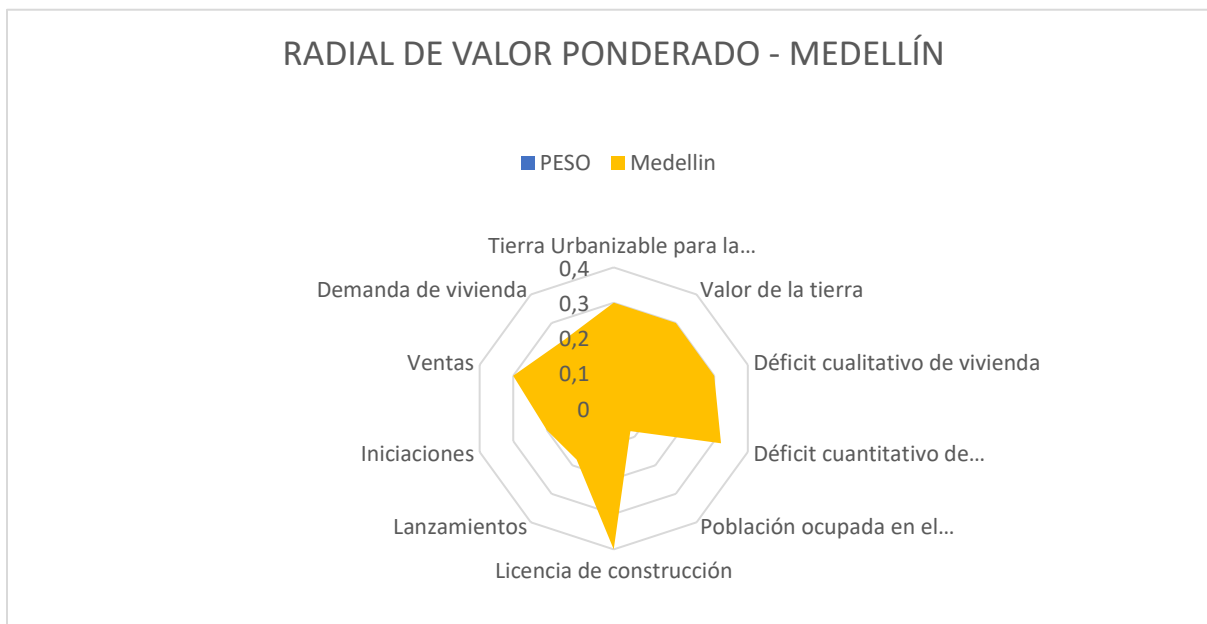 RADIAL DE VALOR PONDERADO - MEDELLÍN
PESO Medellin
Tierra Urbanizable para la…
0,4
Demanda de vivienda
Valor de la tierra
0,3
0,2
Ventas
Déficit cualitativo de vivienda
0,1
0
Iniciaciones
Déficit cuantitativo de…
Lanzamientos
Población ocupada en el…
Licencia de construcción